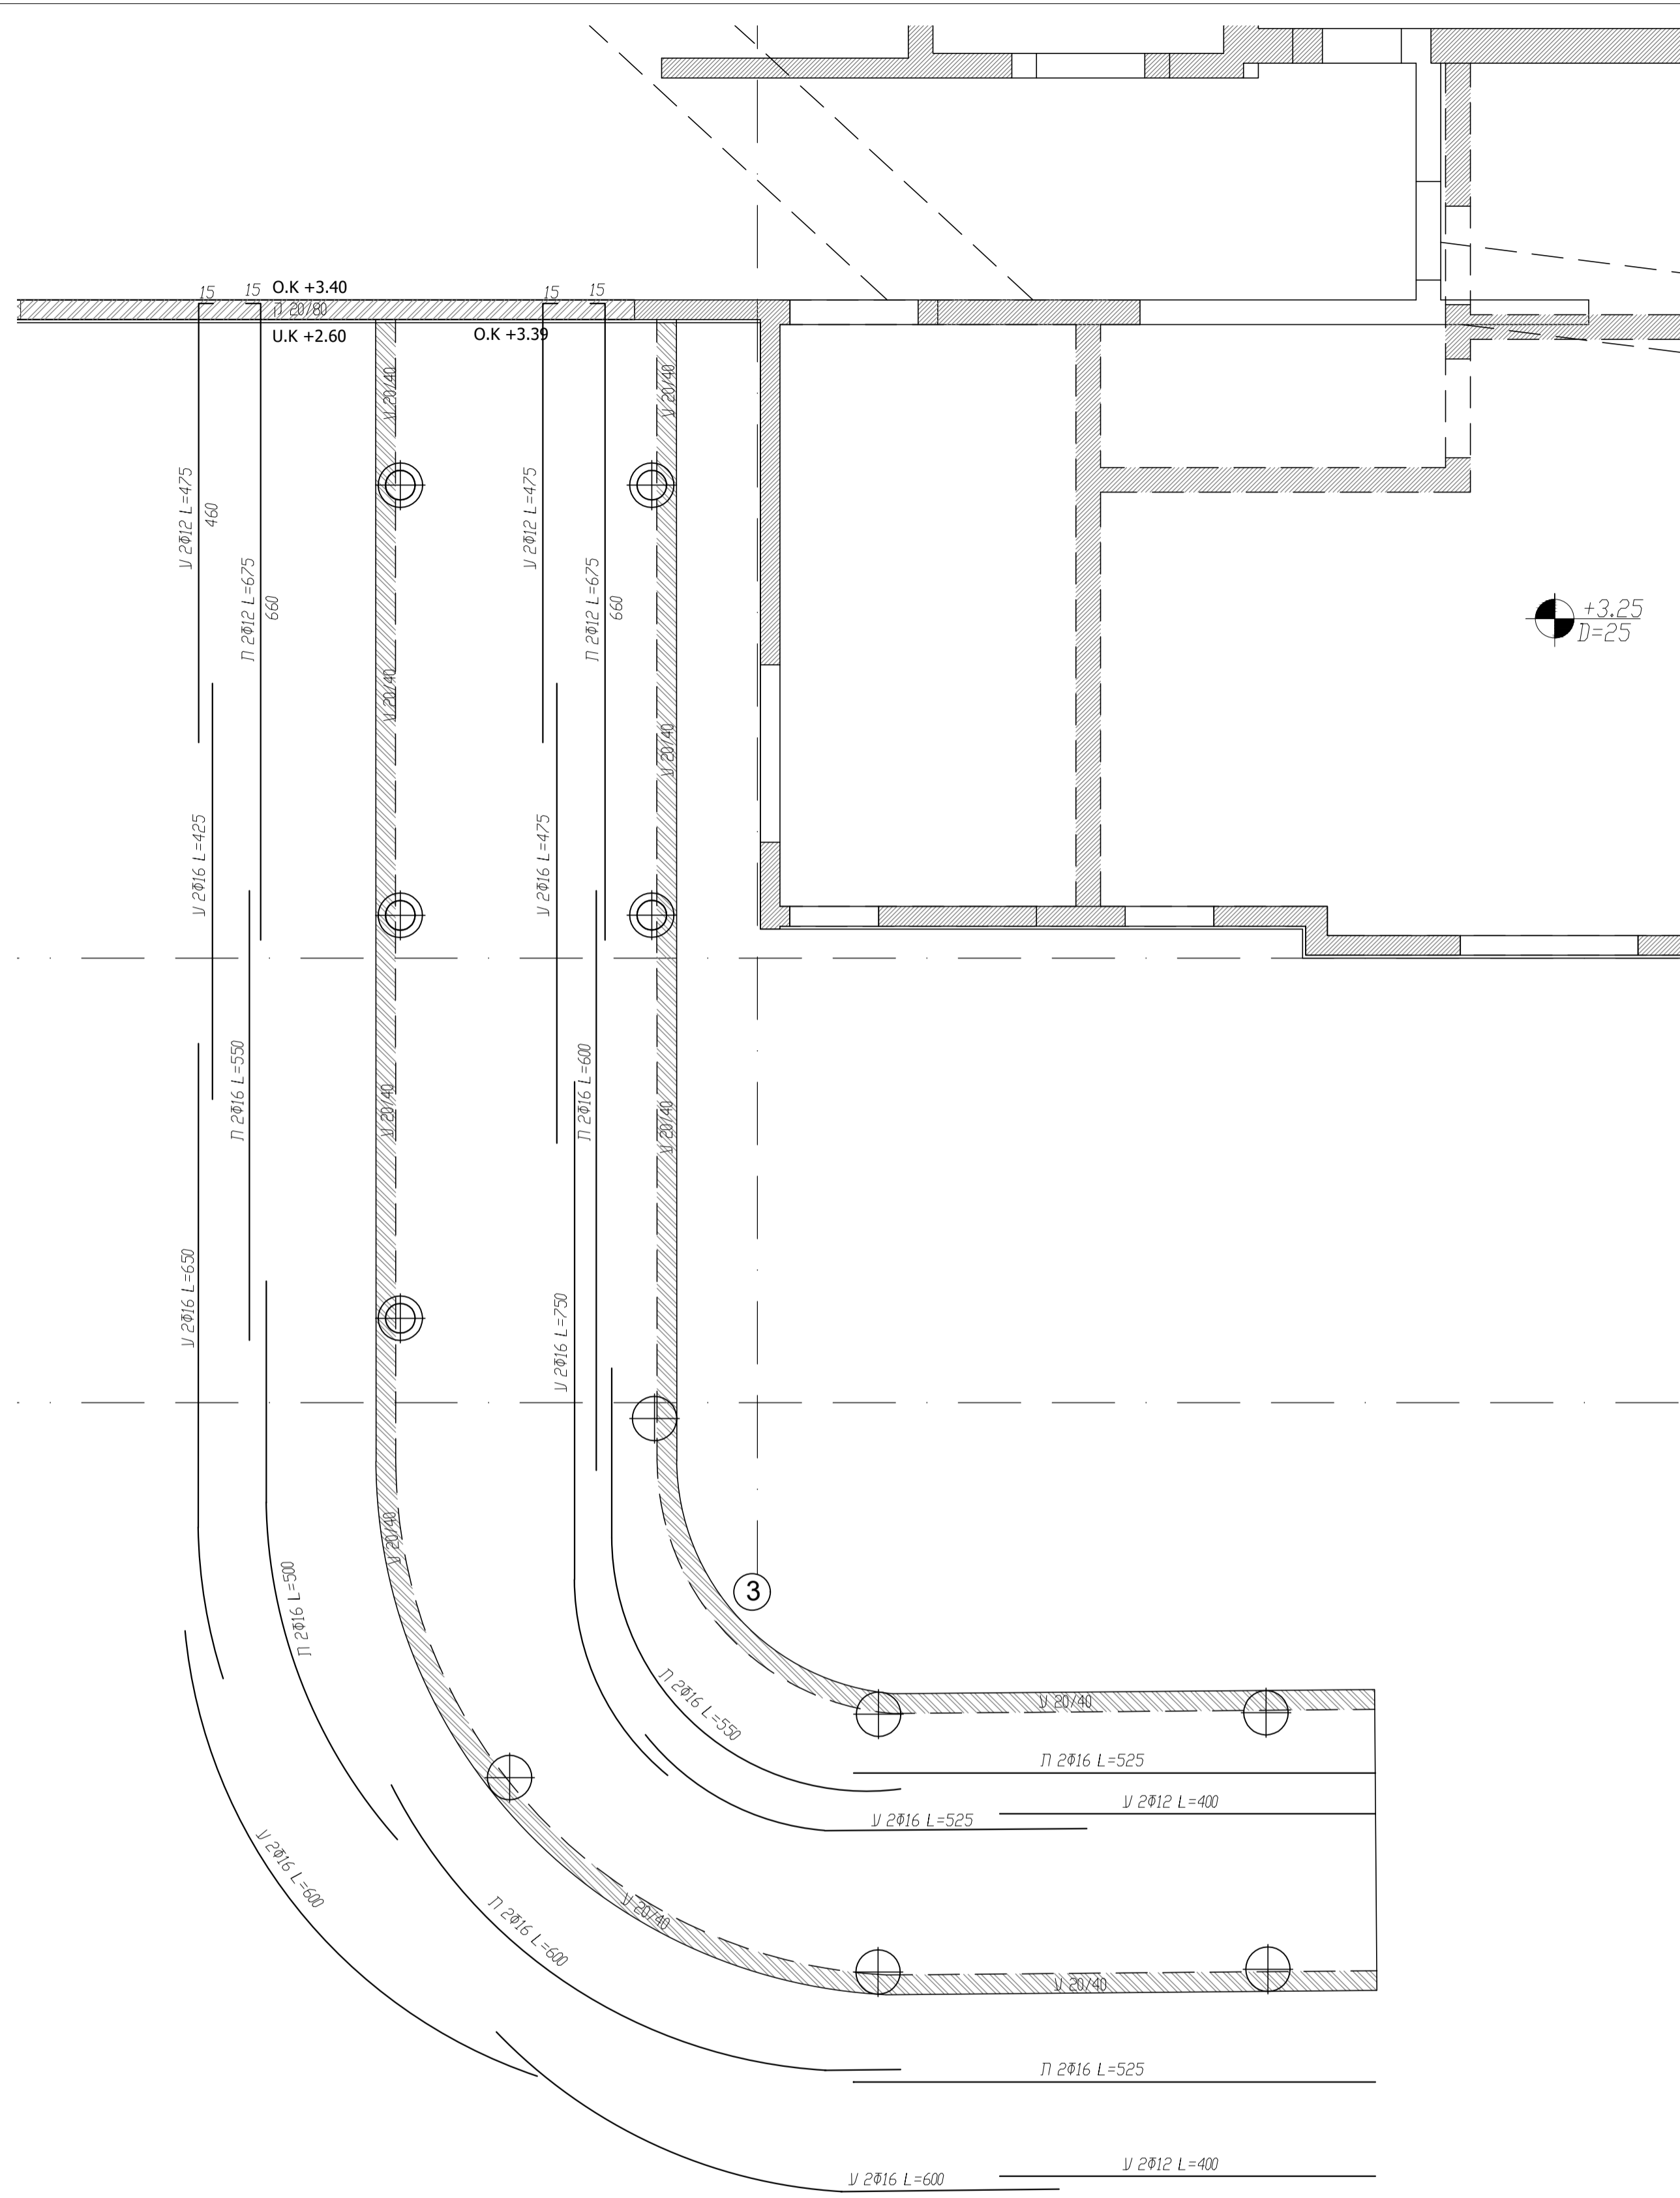 15
15
O.K +3.40
П 20/80
U.K +2.60
15
15
O.K +3.39
V 20/40
V 20/40
V 2Φ12 L=475
460
П 2Φ12 L=675
660
V 2Φ12 L=475
П 2Φ12 L=675
660
+3.25
D=25
V 20/40
V 20/40
V 2Φ16 L=425
V 2Φ16 L=475
П 2Φ16 L=550
П 2Φ16 L=600
V 20/40
V 20/40
V 2Φ16 L=650
V 2Φ16 L=750
V 20/40
П 2Φ16 L=500
3
П 2Φ16 L=550
V 20/40
П 2Φ16 L=525
V 2Φ12 L=400
V 2Φ16 L=525
V 2Φ16 L=600
П 2Φ16 L=600
V 20/40
V 20/40
П 2Φ16 L=525
V 2Φ12 L=400
V 2Φ16 L=600